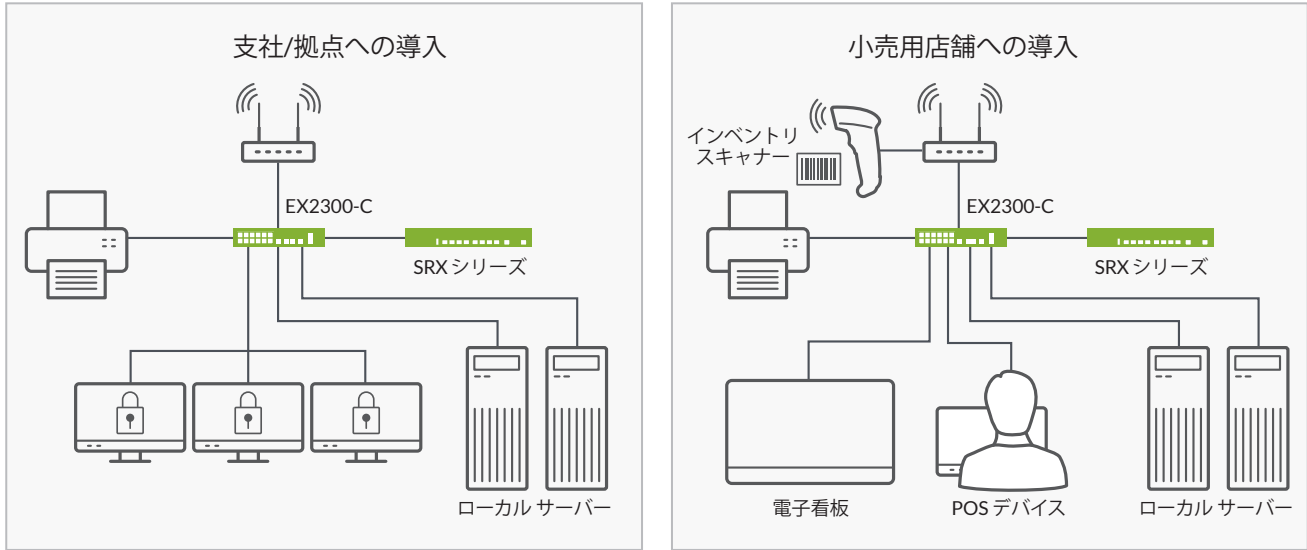 支社/拠点への導入
EX2300-C
SRX シリーズ
ローカル サーバー
小売用店舗への導入
インベントリ
スキャナー
EX2300-C
SRX シリーズ
電子看板
POS デバイス
ローカル サーバー